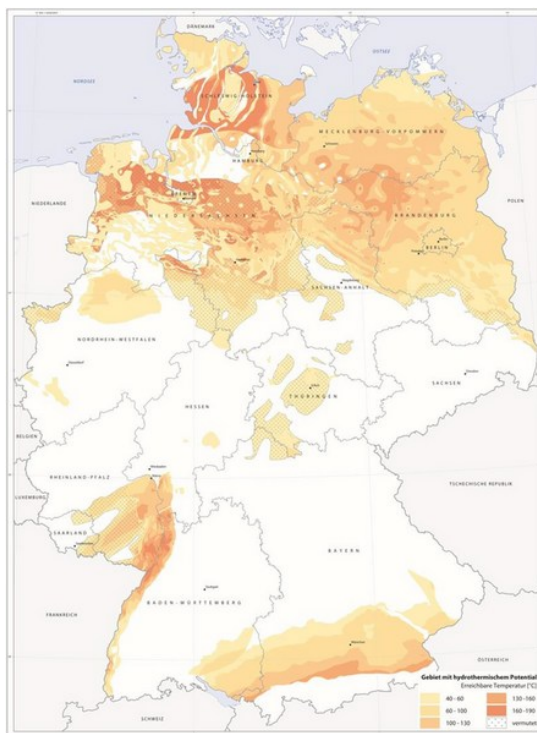 DÄNEMARK
NORDSEE
OSTSEE
SCHLESWIG-HOLSTEIN
MECKLENBURG-VORPOMMERN
HAMBURG
BREMEN
NIEDERLANDE
NIEDERSACHSEN
BRANDENBURG
POLEN
BERLIN
SACHSEN-ANHALT
NORDRHEIN-WESTFALEN
SACHSEN
THÜRINGEN
HESSEN
BELGIEN
RHEINLAND-PFALZ
TSCHECHISCHE REPUBLIK
LUXEMBURG
SAARLAND
BAYERN
BADEN-WÜRTTEMBERG
FRANKREICH
ÖSTERREICH
SCHWEIZ
Gebiet mit hydrothermischem Potential
Erreichbare Temperatur [°C]
40 - 60
60 - 100
100 - 130
130 -160
160 -190
vermutet